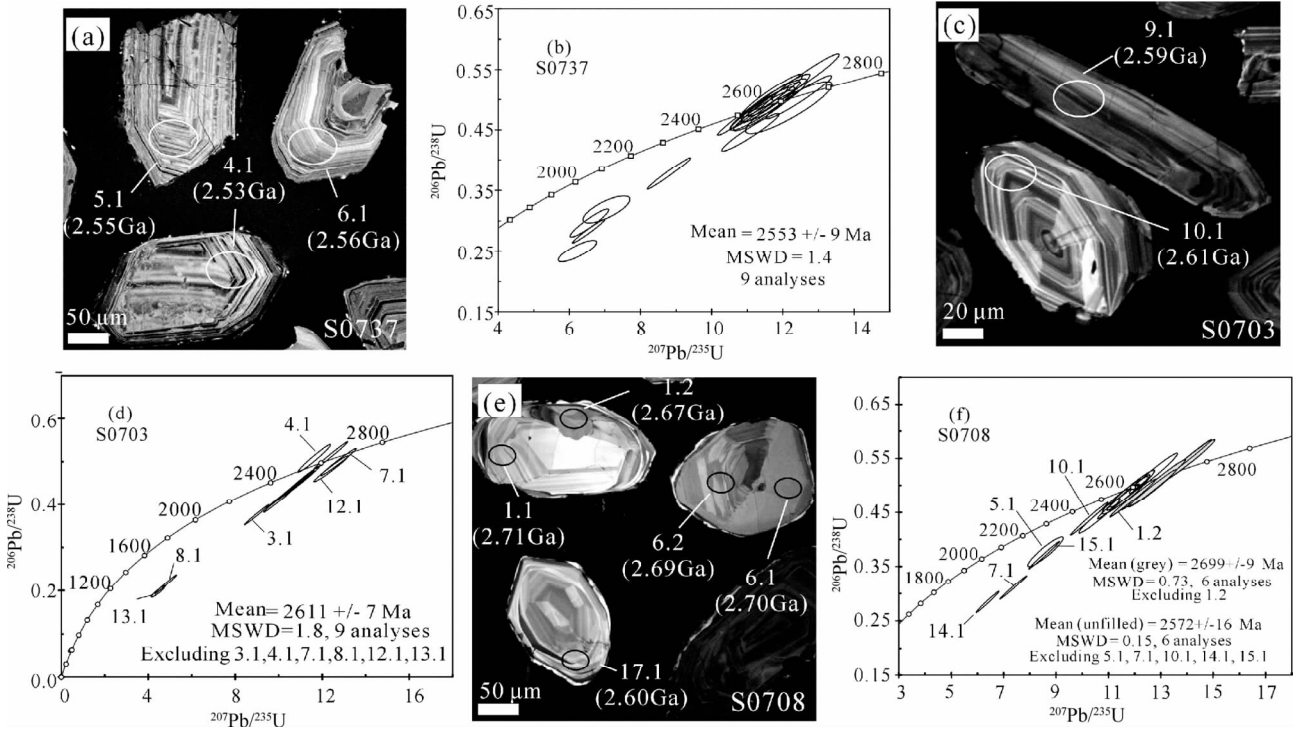 (a)
5.1
(2.55Ga)
4.1
(2.53Ga)
6.1
(2.56Ga)
50 μm
S0737
(b)
S0737
206Pb/238U
0.55
0.45
0.35
0.25
0.15
2000
2200
2400
2600
2800
Mean = 2553 +/- 9 Ma
MSWD = 1.4
9 analyses
4 6 8 10 12 14
207Pb/235U
(c)
9.1
(2.59Ga)
10.1
(2.61Ga)
20 μm
S0703
(d)
S0703
206Pb/238U
0.6
0.4
0.2
0.0
1200
1600
2000
2400
2800
4.1
7.1
12.1
3.1
8.1
13.1
Mean= 2611 +/- 7 Ma
MSWD=1.8, 9 analyses
Excluding 3.1,4.1,7.1,8.1,12.1,13.1
0 4 8 12 16
207Pb/235U
(e)
1.2
(2.67Ga)
1.1
(2.71Ga)
6.2
(2.69Ga)
6.1
(2.70Ga)
17.1
(2.60Ga)
50 μm
S0708
(f)
S0708
206Pb/238U
0.65
0.55
0.45
0.35
0.25
0.15
1800
2000
2200
2400
2600
2800
10.1
5.1
15.1
1.2
7.1
14.1
Mean (grey) = 2699+/-9 Ma
MSWD = 0.73, 6 analyses
Excluding 1.2
Mean (unfilled) = 2572+/-16 Ma
MSWD = 0.15, 6 analyses
Excluding 5.1, 7.1, 10.1, 14.1, 15.1
3 5 7 9 11 13 15 17
207Pb/235U